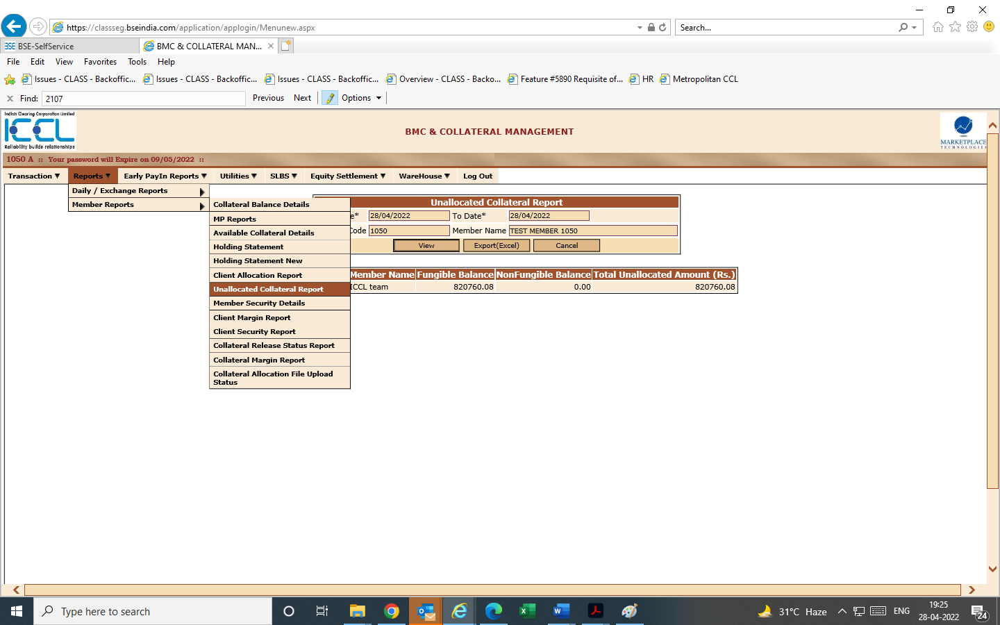 https://classseg.bseindia.com/application/applogin/Menunew.aspx
Search...
BSE BSE-SelfService
BMC & COLLATERAL MAN...
File Edit View Favorites Tools Help
Issues - CLASS - Backoffic... Issues - CLASS - Backoffic... Issues - CLASS - Backoffic... Overview - CLASS - Backo... Feature #5890 Requisite of... HR Metropolitan CCL
x Find: 2107 Previous Next Options
Indian Clearing Corporation Limited
ICCL
Reliability builds relationships
BMC & COLLATERAL MANAGEMENT
MARKETPLACE
TECHNOLOGIES
1050 A :: Your password will Expire on 09/05/2022 ::
Transaction Reports Early PayIn Reports Utilities SLBS Equity Settlement WareHouse Log Out
Daily / Exchange Reports
Member Reports
Collateral Balance Details
MP Reports
Available Collateral Details
Holding Statement
Holding Statement New
Client Allocation Report
Unallocated Collateral Report
Member Security Details
Client Margin Report
Client Security Report
Collateral Release Status Report
Collateral Margin Report
Collateral Allocation File Upload
Status
Unallocated Collateral Report
e* 28/04/2022 To Date* 28/04/2022
Code 1050 Member Name TEST MEMBER 1050
View Export(Excel) Cancel
Member Name Fungible Balance NonFungible Balance Total Unallocated Amount (Rs.)
ICCL team 820760.08 0.00 820760.08
Type here to search
31°C Haze
ENG
19:25
28-04-2022
24